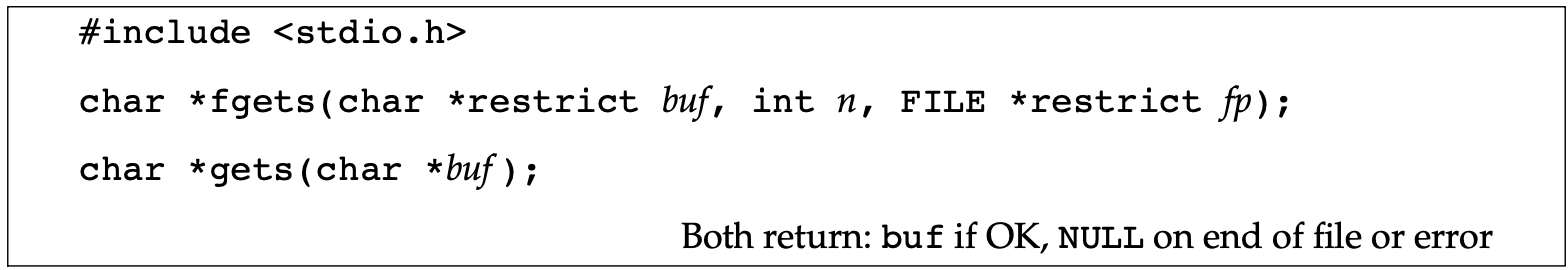 #include <stdio.h>
char *fgets(char *restrict buf, int n, FILE *restrict fp);
char *gets(char *buf);
Both return: buf if OK, NULL on end of file or error